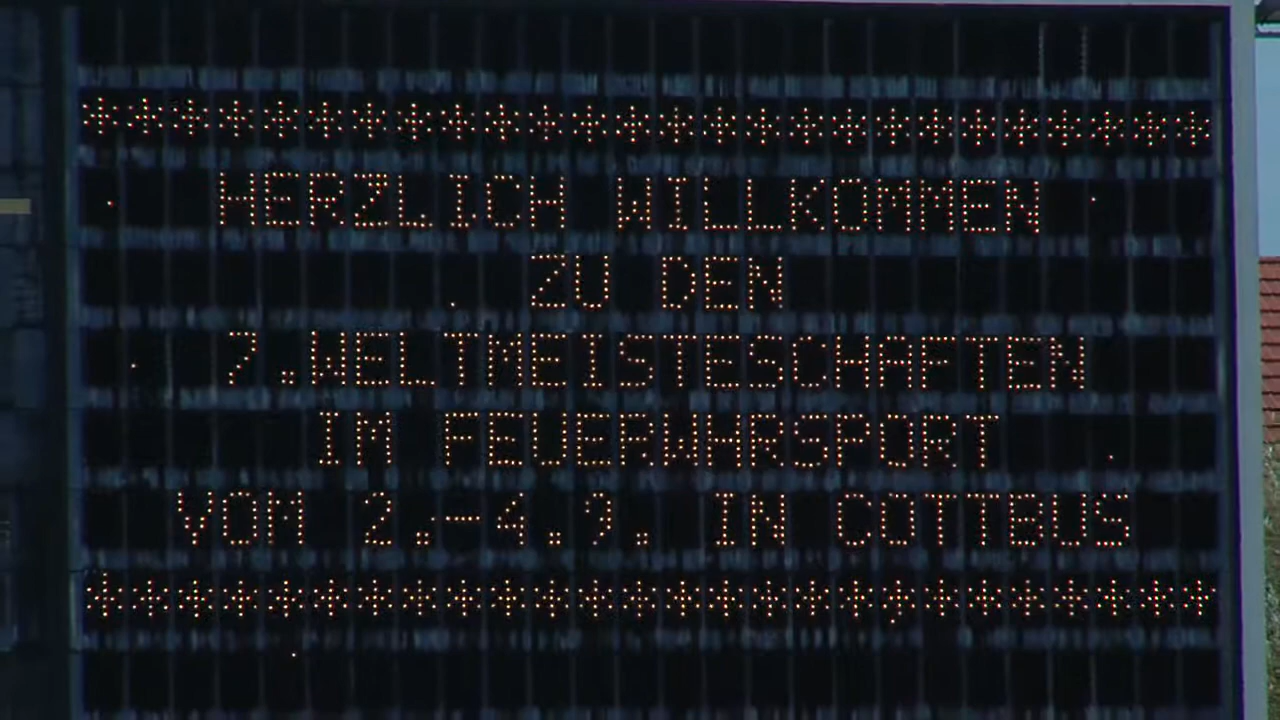 **************************
HERZLICH WILLKOMMEN
ZU DEN
7.WELTMEISTESCHAFTEN
IM FEUERWHRSPORT
VOM 2.-4.9. IN COTTBUS
**************************